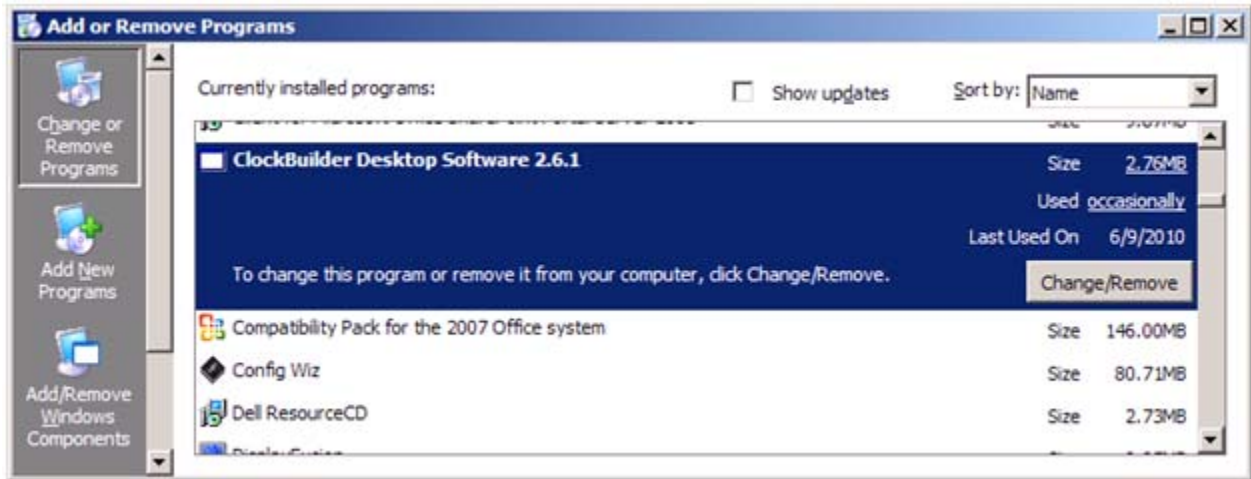 Add or Remove Programs
Change or
Remove
Programs
Add New
Programs
Add/Remove
Windows
Components
Currently installed programs:
Show updates
Sort by: Name
ClockBuilder Desktop Software 2.6.1 Size 2.76MB
Used occasionally
Last Used On 6/9/2010
To change this program or remove it from your computer, click Change/Remove.
Change/Remove
Compatibility Pack for the 2007 Office system Size 146.00MB
Config Wiz Size 80.71MB
Dell ResourceCD Size 2.73MB